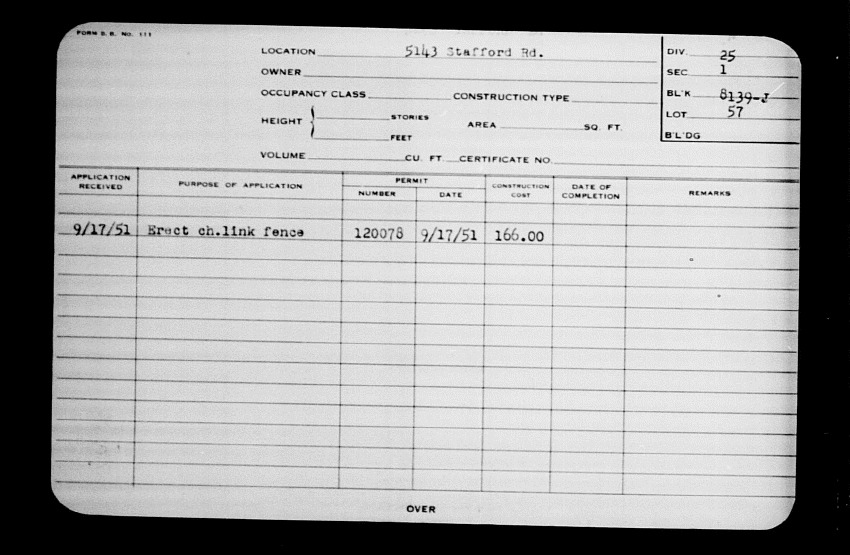 FORM S. R. No. 111
LOCATION 5143 Stafford Rd.
OWNER
OCCUPANCY CLASS CONSTRUCTION TYPE
HEIGHT STORIES
FEET
AREA SQ. FT.
VOLUME CU. FT. CERTIFICATE NO.
DIV. 25
SEC 1
BL'K 8139-J
LOT 57
B'L'DG
APPLICATION RECEIVED PURPOSE OF APPLICATION PERMIT NUMBER DATE CONSTRUCTION COST DATE OF COMPLETION REMARKS
9/17/51 Erect ch.link fence 120078 9/17/51 166.00
OVER